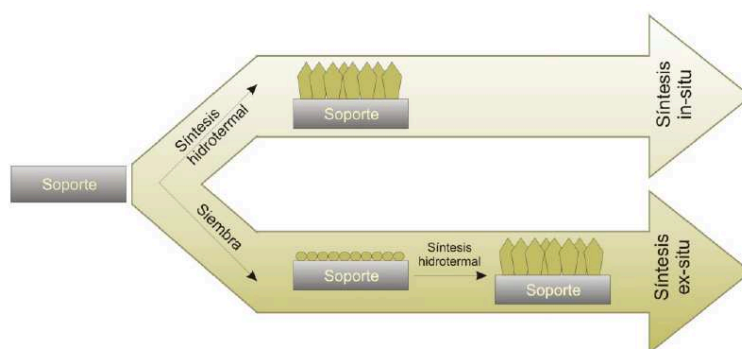 Soporte
Síntesis
hidrotermal
Soporte
Síntesis
in-situ
Siembra
Soporte
Síntesis
hidrotermal
Soporte
Síntesis
ex-situ